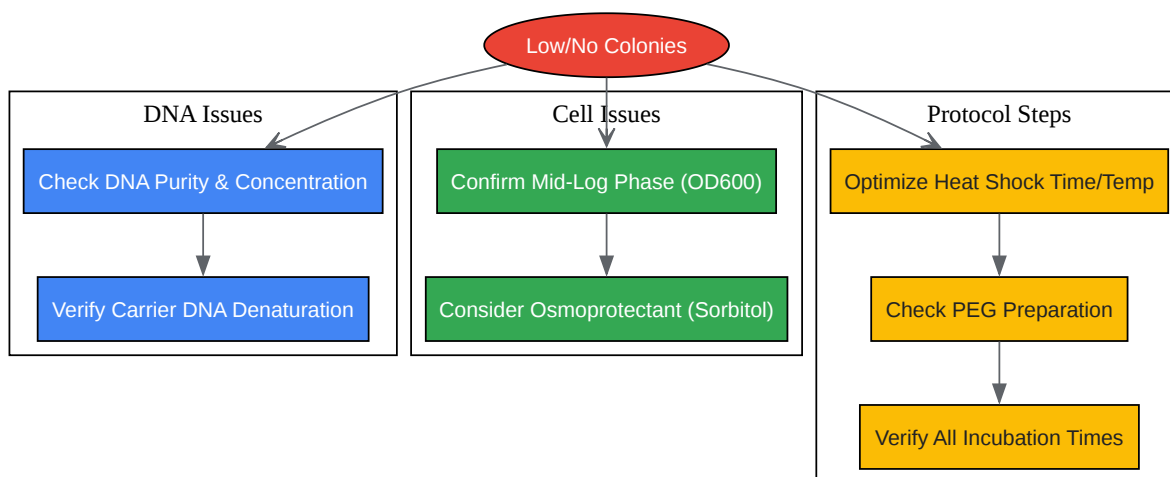 Low/No Colonies
DNA Issues
Check DNA Purity & Concentration
Verify Carrier DNA Denaturation
Cell Issues
Confirm Mid-Log Phase (OD600)
Consider Osmoprotectant (Sorbitol)
Protocol Steps
Optimize Heat Shock Time/Temp
Check PEG Preparation
Verify All Incubation Times